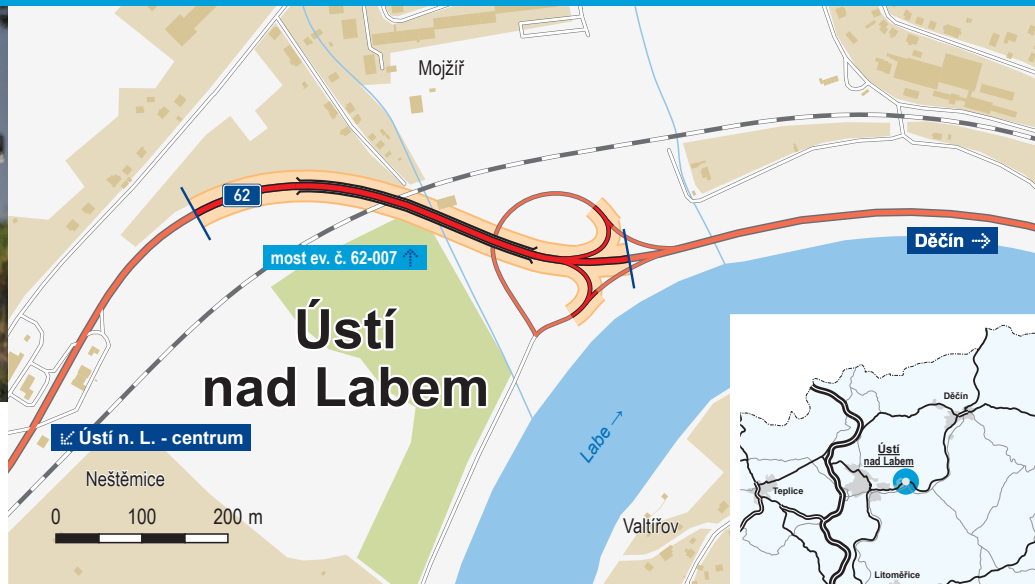 Mojžíř
62
most ev. č. 62-007
Děčín
Ústí
nad Labem
Ústí n. L. - centrum
Neštěmice
0 100 200 m
Labe →
Valtířov
Děčín
Ústí
nad Labem
Teplice
Litoměřice